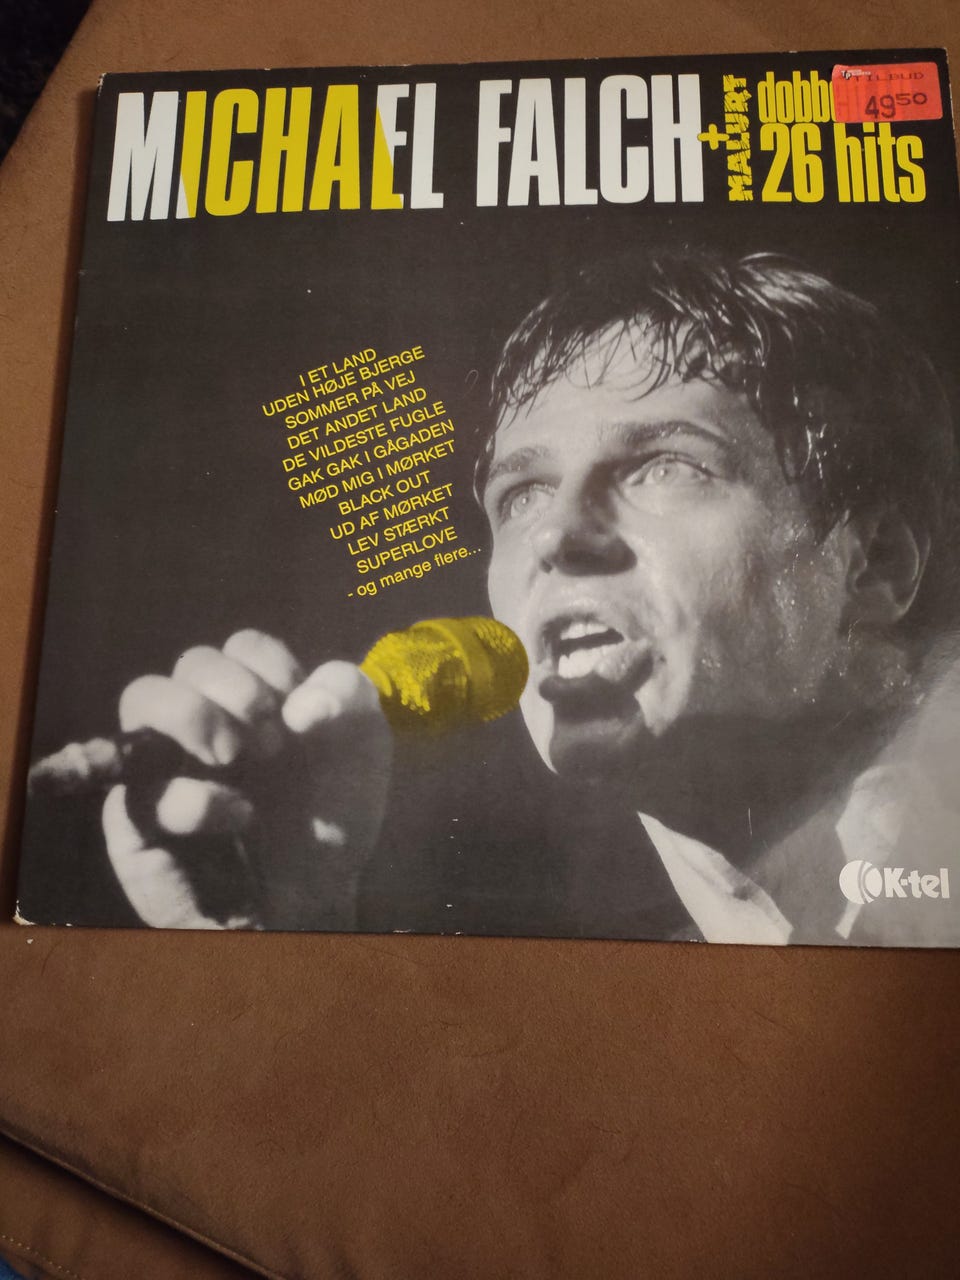 MICHAEL FALCH
+ MALURT
26 hits
TILBUD
49 50
I ET LAND
UDEN HØJE BJERGE
SOMMER PÅ VEJ
DET ANDET LAND
DE VILDESTE FUGLE
GAK GAK I GÅGADEN
MØD MIG I MØRKET
BLACK OUT
UD AF MØRKET
LEV STÆRKT
SUPERLOVE
- og mange flere...
K-tel